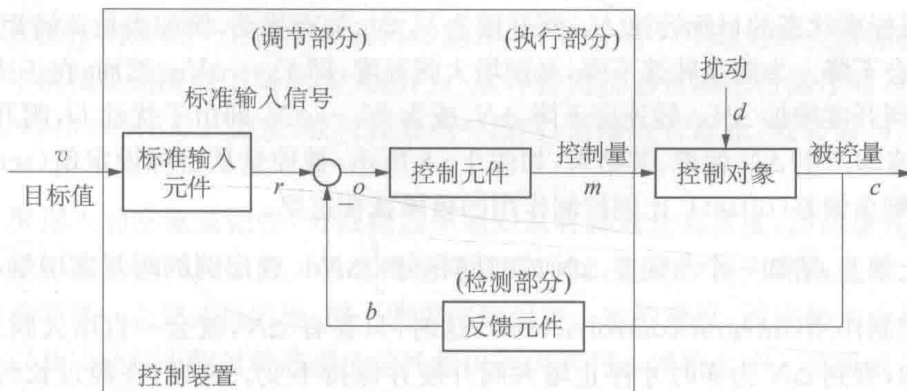 (调节部分)
(执行部分)
扰动
标准输入信号
d
v
标准输入
元件
控制量
被控量
r
o
控制元件
m
控制对象
c
目标值
(检测部分)
b
反馈元件
控制装置